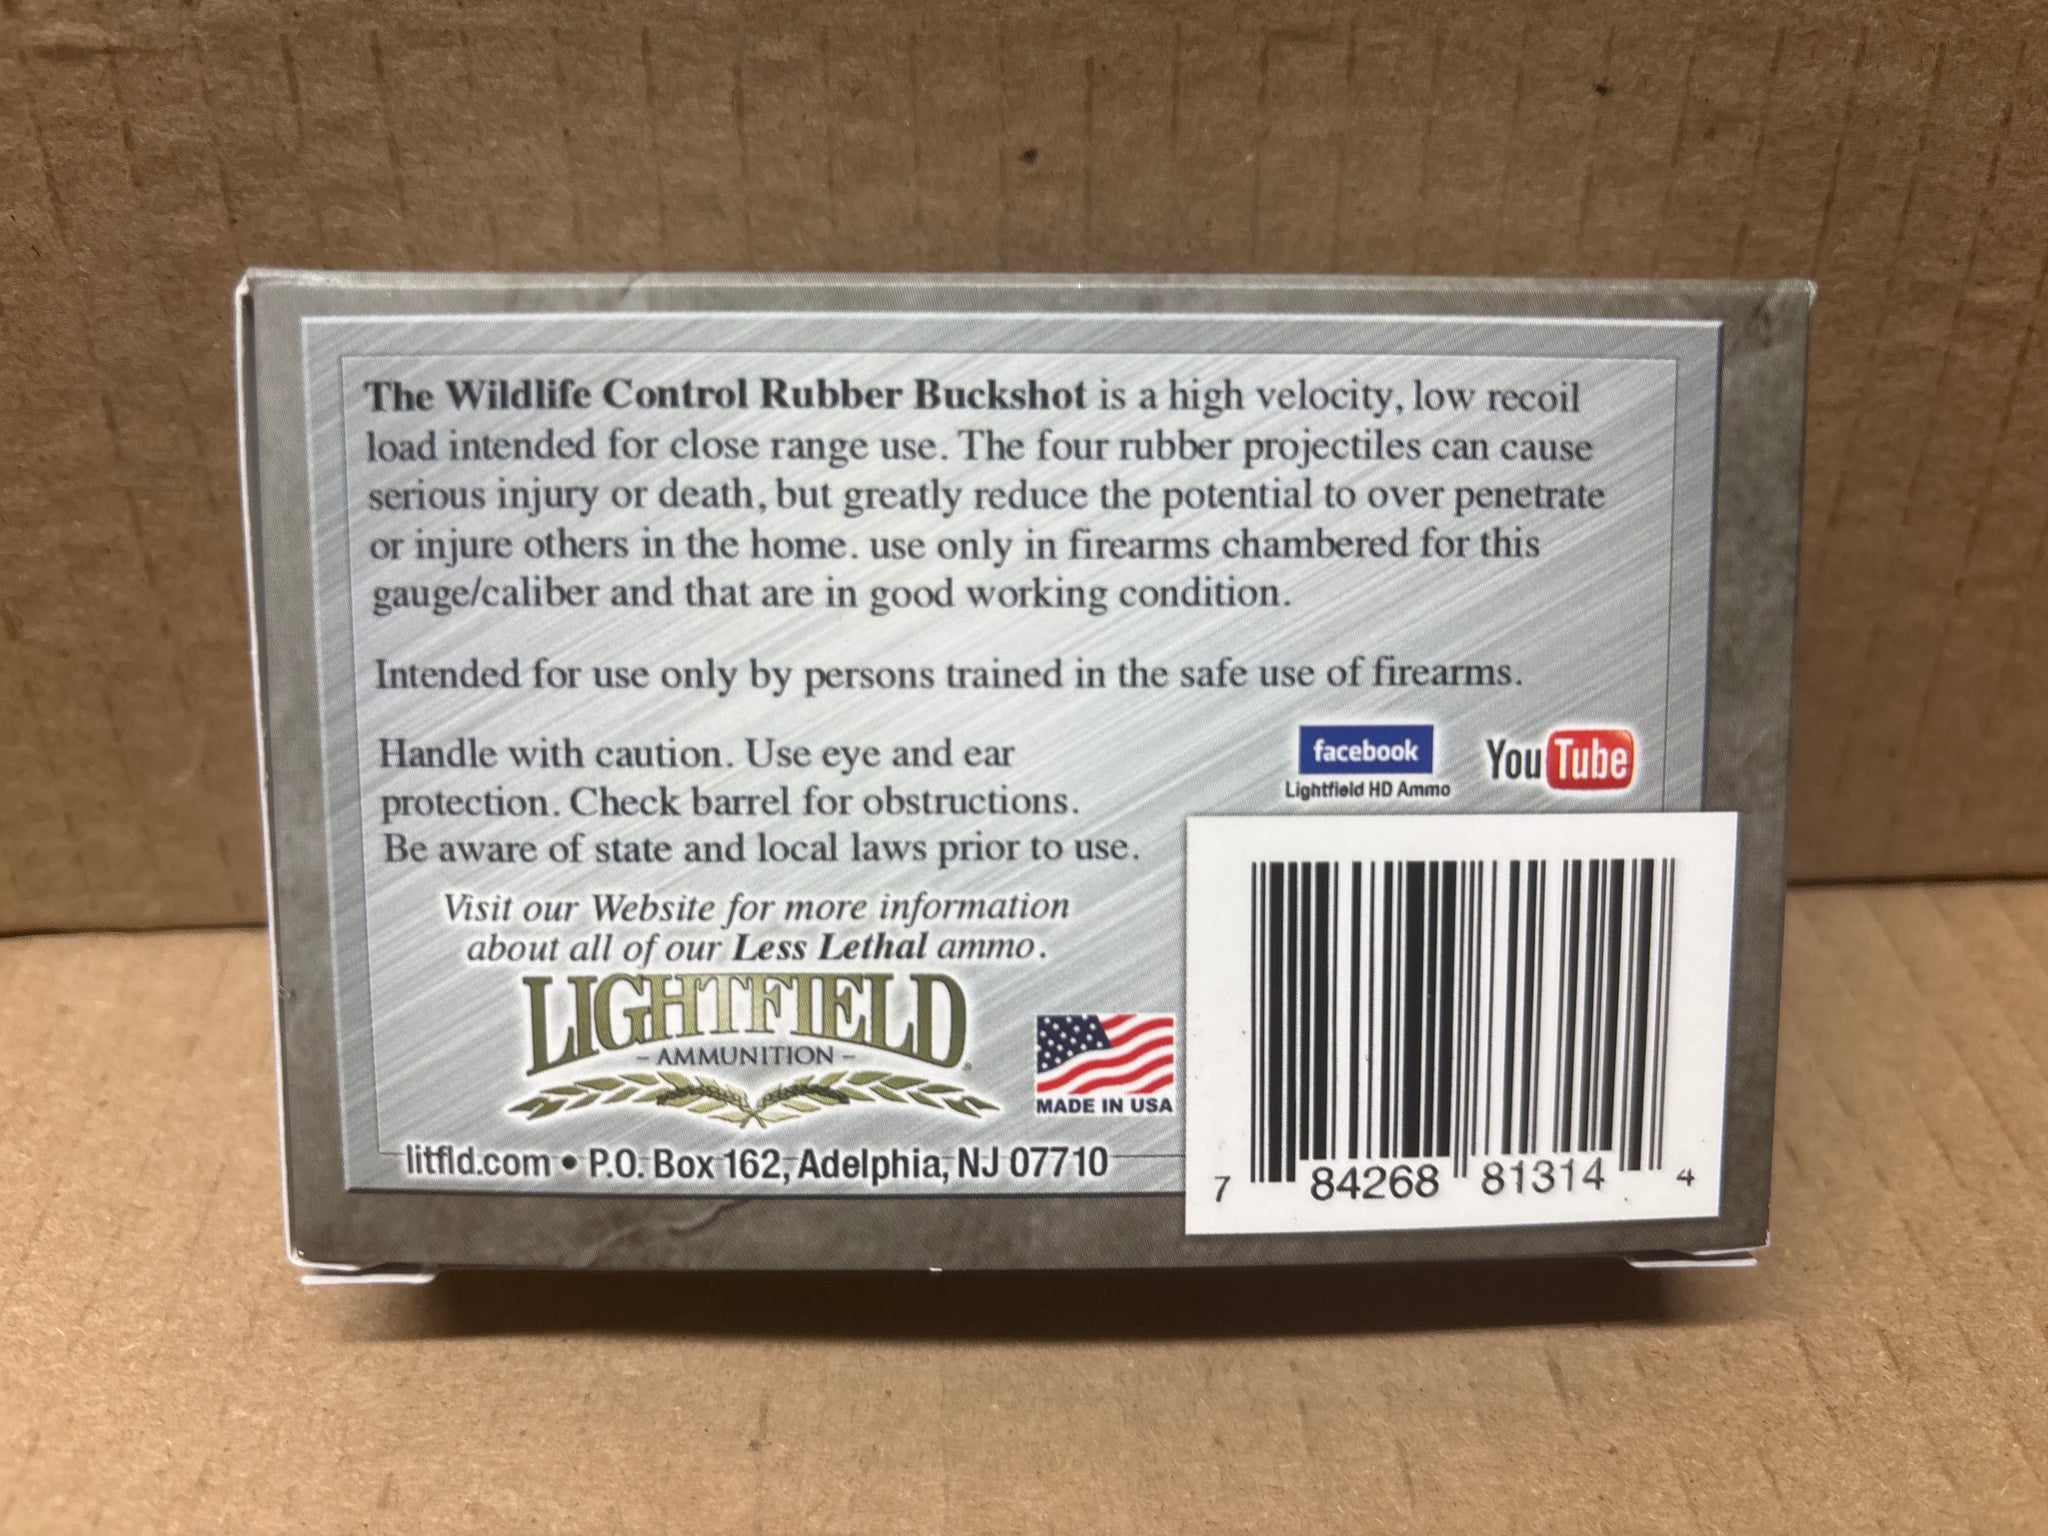 The Wildlife Control Rubber Buckshot is a high velocity, low recoil
load intended for close range use. The four rubber projectiles can cause
serious injury or death, but greatly reduce the potential to over penetrate
or injure others in the home. use only in firearms chambered for this
gauge/caliber and that are in good working condition.
Intended for use only by persons trained in the safe use of firearms.
Handle with caution. Use eye and ear
protection. Check barrel for obstructions.
Be aware of state and local laws prior to use.
facebook
Lightfield HD Ammo
YouTube
Visit our Website for more information
about all of our Less Lethal ammo.
LIGHTFIELD
- AMMUNITION -
MADE IN USA
litfld.com • P.O. Box 162, Adelphia, NJ 07710
7 84268 81314 4